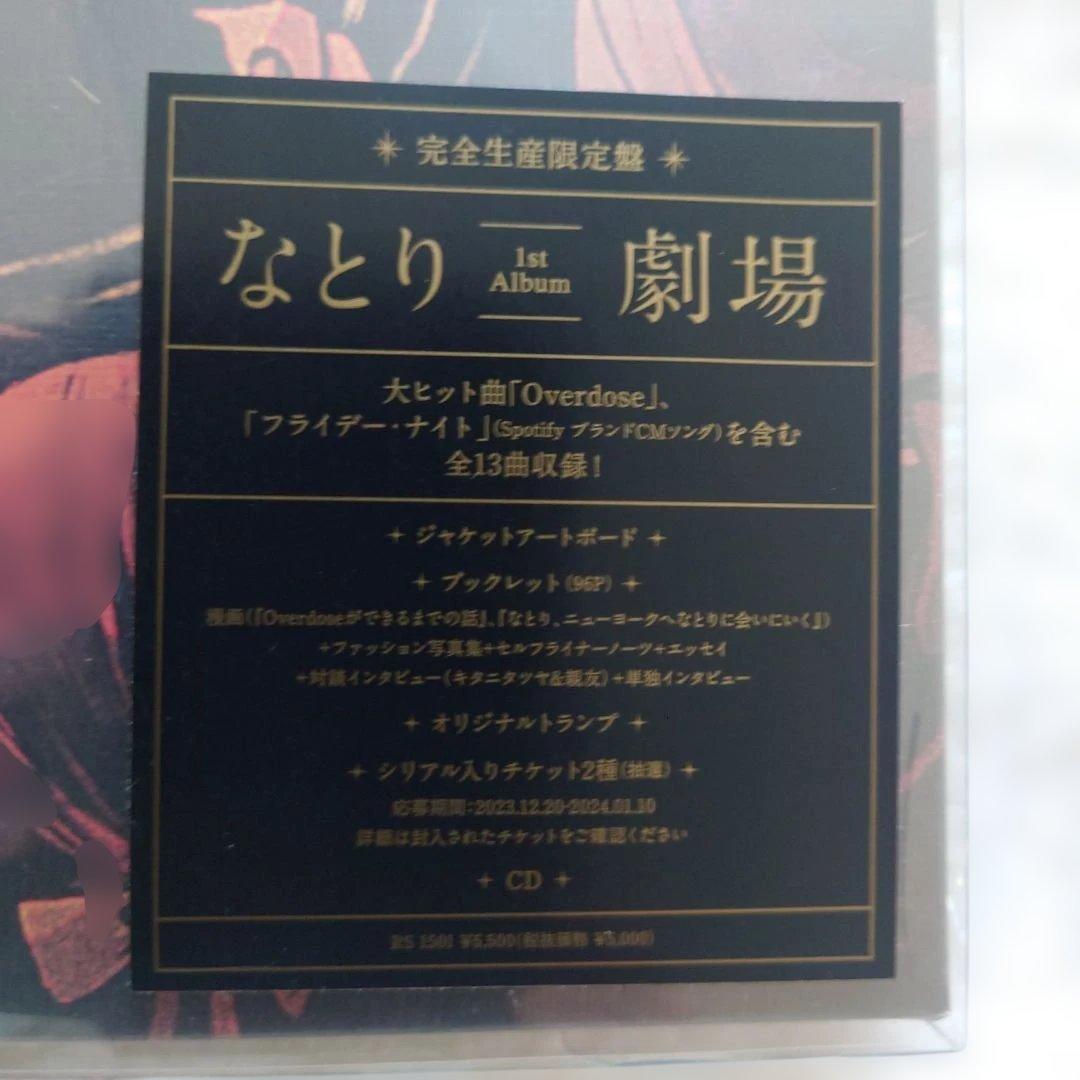 完全生産限定盤
なとり 1st Album 劇場
大ヒット曲「Overdose」、
「フライデー・ナイト」(Spotify ブランドCMソング)を含む
全13曲収録!
ジャケットアートボード
ブックレット(96P)
漫画(『Overdoseができるまでの話』、『なとり、ニューヨークへなとりに会いにいく』)
+ファッション写真集+セルフライナーノーツ+エッセイ
+対談インタビュー(キタニタツヤ&親友)+単独インタビュー
オリジナルトランプ
シリアル入りチケット2種(抽選)
応募期間:2023.12.20-2024.01.10
詳細は封入されたチケットをご確認ください
CD
RS 1501 ¥5,500(税抜価格 ¥5,000)